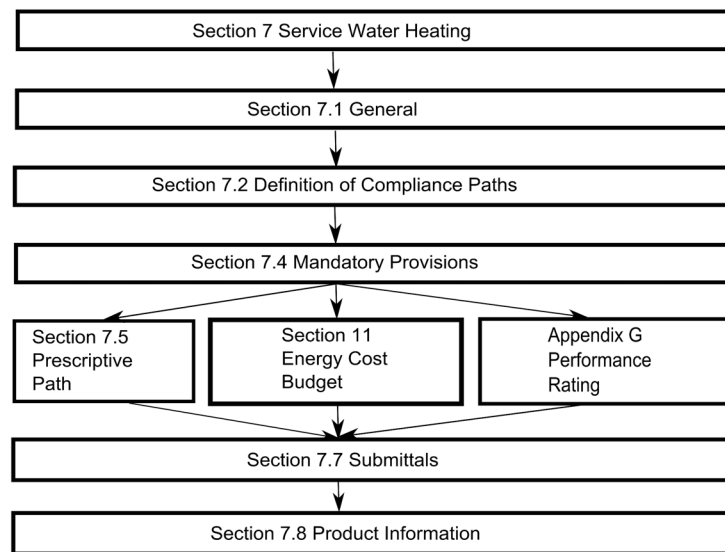 Section 7 Service Water Heating
Section 7.1 General
Section 7.2 Definition of Compliance Paths
Section 7.4 Mandatory Provisions
Section 7.5
Prescriptive
Path
Section 11
Energy Cost
Budget
Appendix G
Performance
Rating
Section 7.7 Submittals
Section 7.8 Product Information